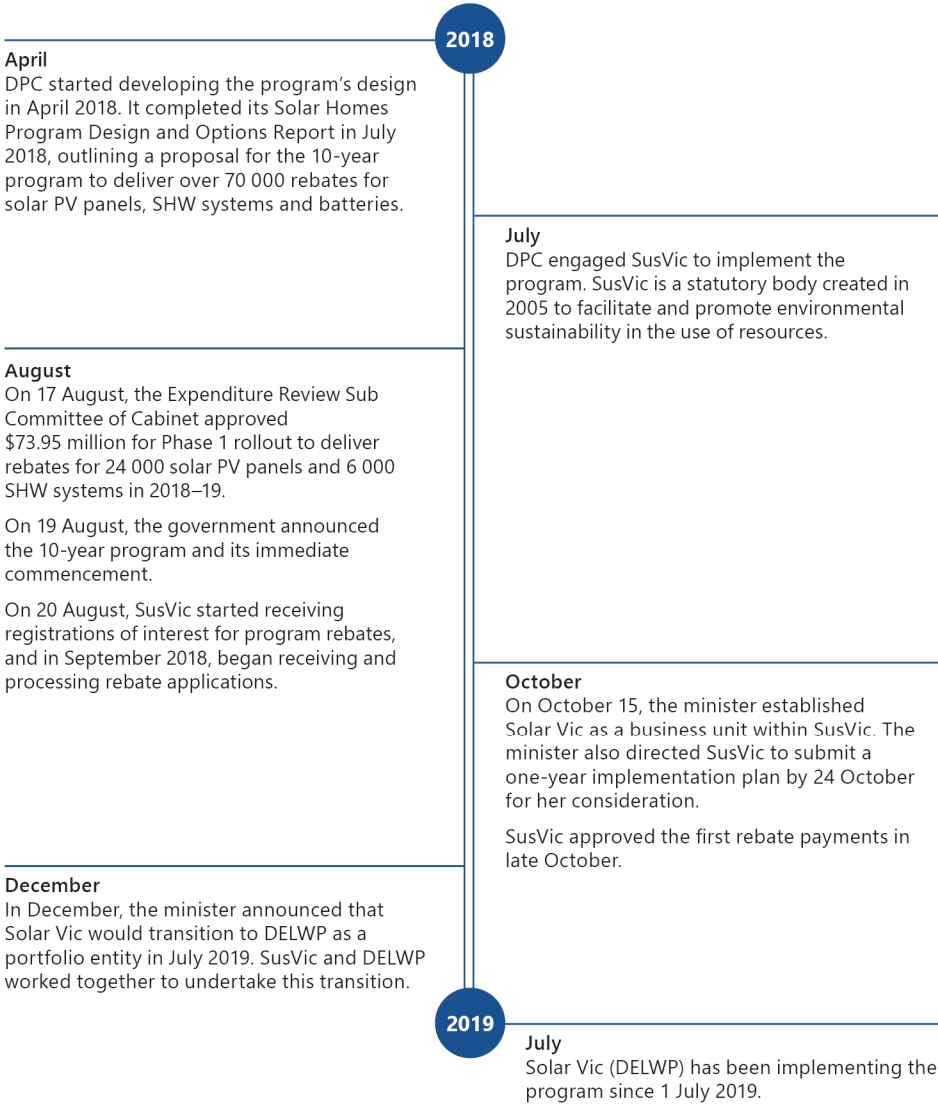 2018
April
DPC started developing the program's design
in April 2018. It completed its Solar Homes
Program Design and Options Report in July
2018, outlining a proposal for the 10-year
program to deliver over 70 000 rebates for
solar PV panels, SHW systems and batteries.
July
DPC engaged SusVic to implement the
program. SusVic is a statutory body created in
2005 to facilitate and promote environmental
sustainability in the use of resources.
August
On 17 August, the Expenditure Review Sub
Committee of Cabinet approved
$73.95 million for Phase 1 rollout to deliver
rebates for 24 000 solar PV panels and 6 000
SHW systems in 2018–19.
On 19 August, the government announced
the 10-year program and its immediate
commencement.
On 20 August, SusVic started receiving
registrations of interest for program rebates,
and in September 2018, began receiving and
processing rebate applications.
October
On October 15, the minister established
Solar Vic as a business unit within SusVic. The
minister also directed SusVic to submit a
one-year implementation plan by 24 October
for her consideration.
SusVic approved the first rebate payments in
late October.
December
In December, the minister announced that
Solar Vic would transition to DELWP as a
portfolio entity in July 2019. SusVic and DELWP
worked together to undertake this transition.
2019
July
Solar Vic (DELWP) has been implementing the
program since 1 July 2019.